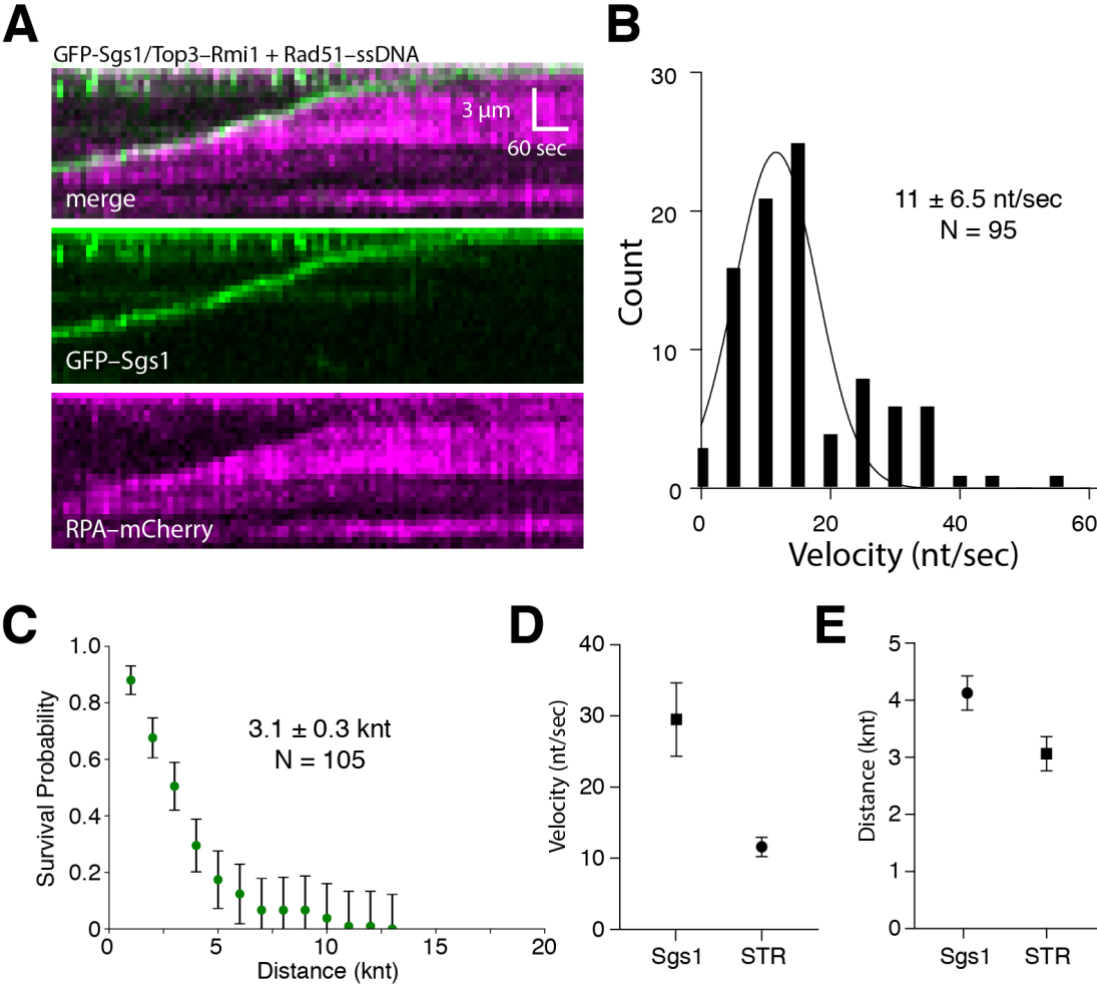 A
GFP-Sgs1/Top3–Rmi1 + Rad51–ssDNA
3 μm
60 sec
merge
GFP–Sgs1
RPA–mCherry
B
30
20
10
0
Count
11 ± 6.5 nt/sec
N = 95
0 20 40 60
Velocity (nt/sec)
C
1.0
0.8
0.6
0.4
0.2
0
Survival Probability
3.1 ± 0.3 knt
N = 105
0 5 10 15 20
Distance (knt)
D
40
30
20
10
0
Velocity (nt/sec)
Sgs1 STR
E
5
4
3
2
1
0
Distance (knt)
Sgs1 STR